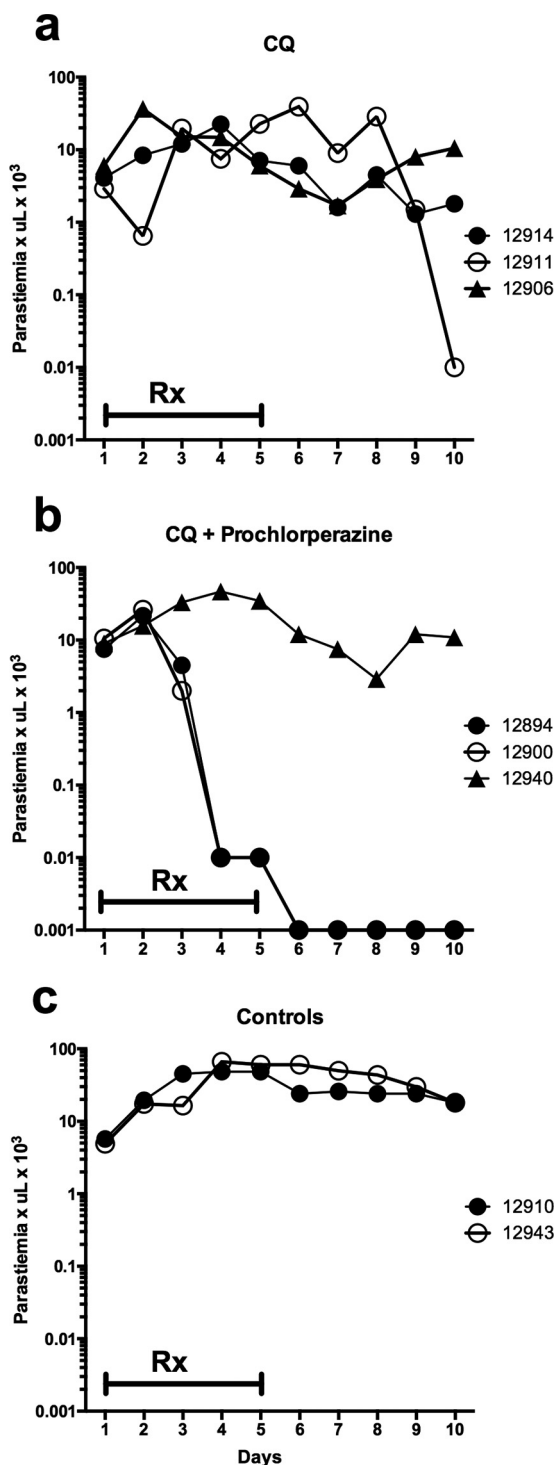 a
CQ
Parastiemia x uL x 10³
100
10
1
0.1
0.01
0.001
Rx
1 2 3 4 5 6 7 8 9 10
12914
12911
12906
b
CQ + Prochlorperazine
Parastiemia x uL x 10³
100
10
1
0.1
0.01
0.001
Rx
1 2 3 4 5 6 7 8 9 10
12894
12900
12940
c
Controls
Parastiemia x uL x 10³
100
10
1
0.1
0.01
0.001
Rx
1 2 3 4 5 6 7 8 9 10
Days
12910
12943